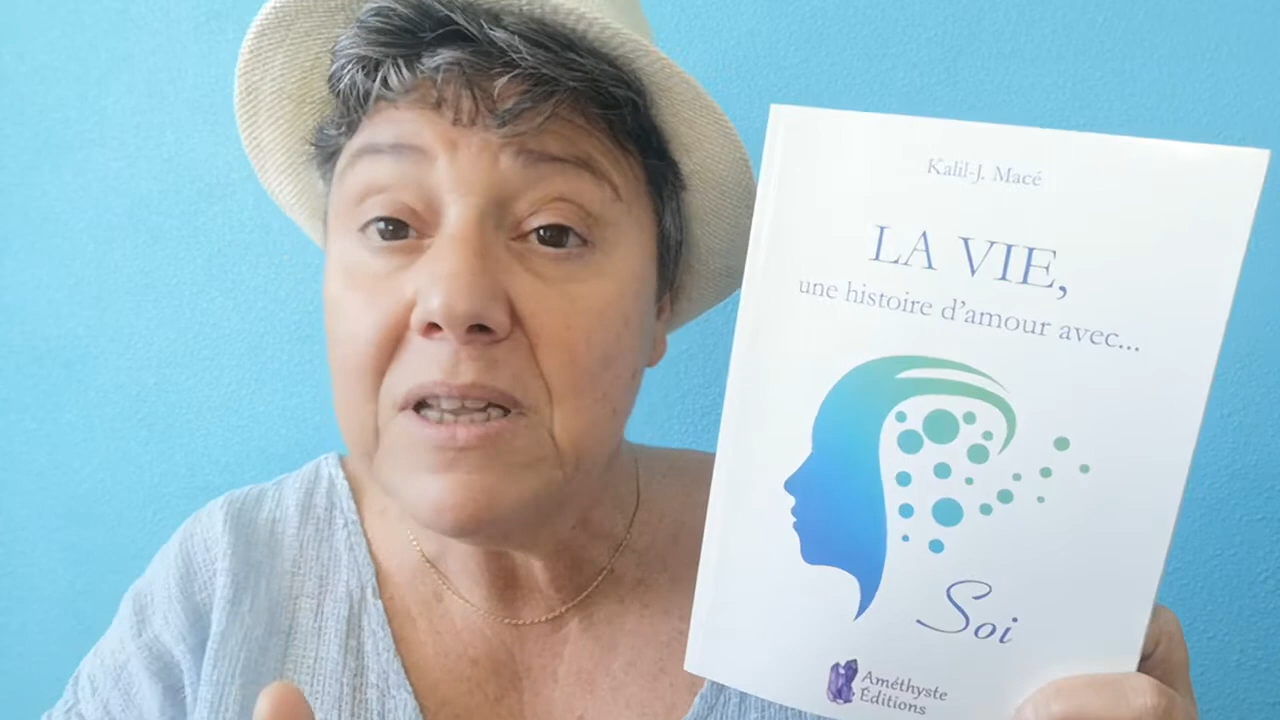 Kalil-J. Macé
LA VIE,
une histoire d'amour avec...
Soi
Améthyste
Éditions